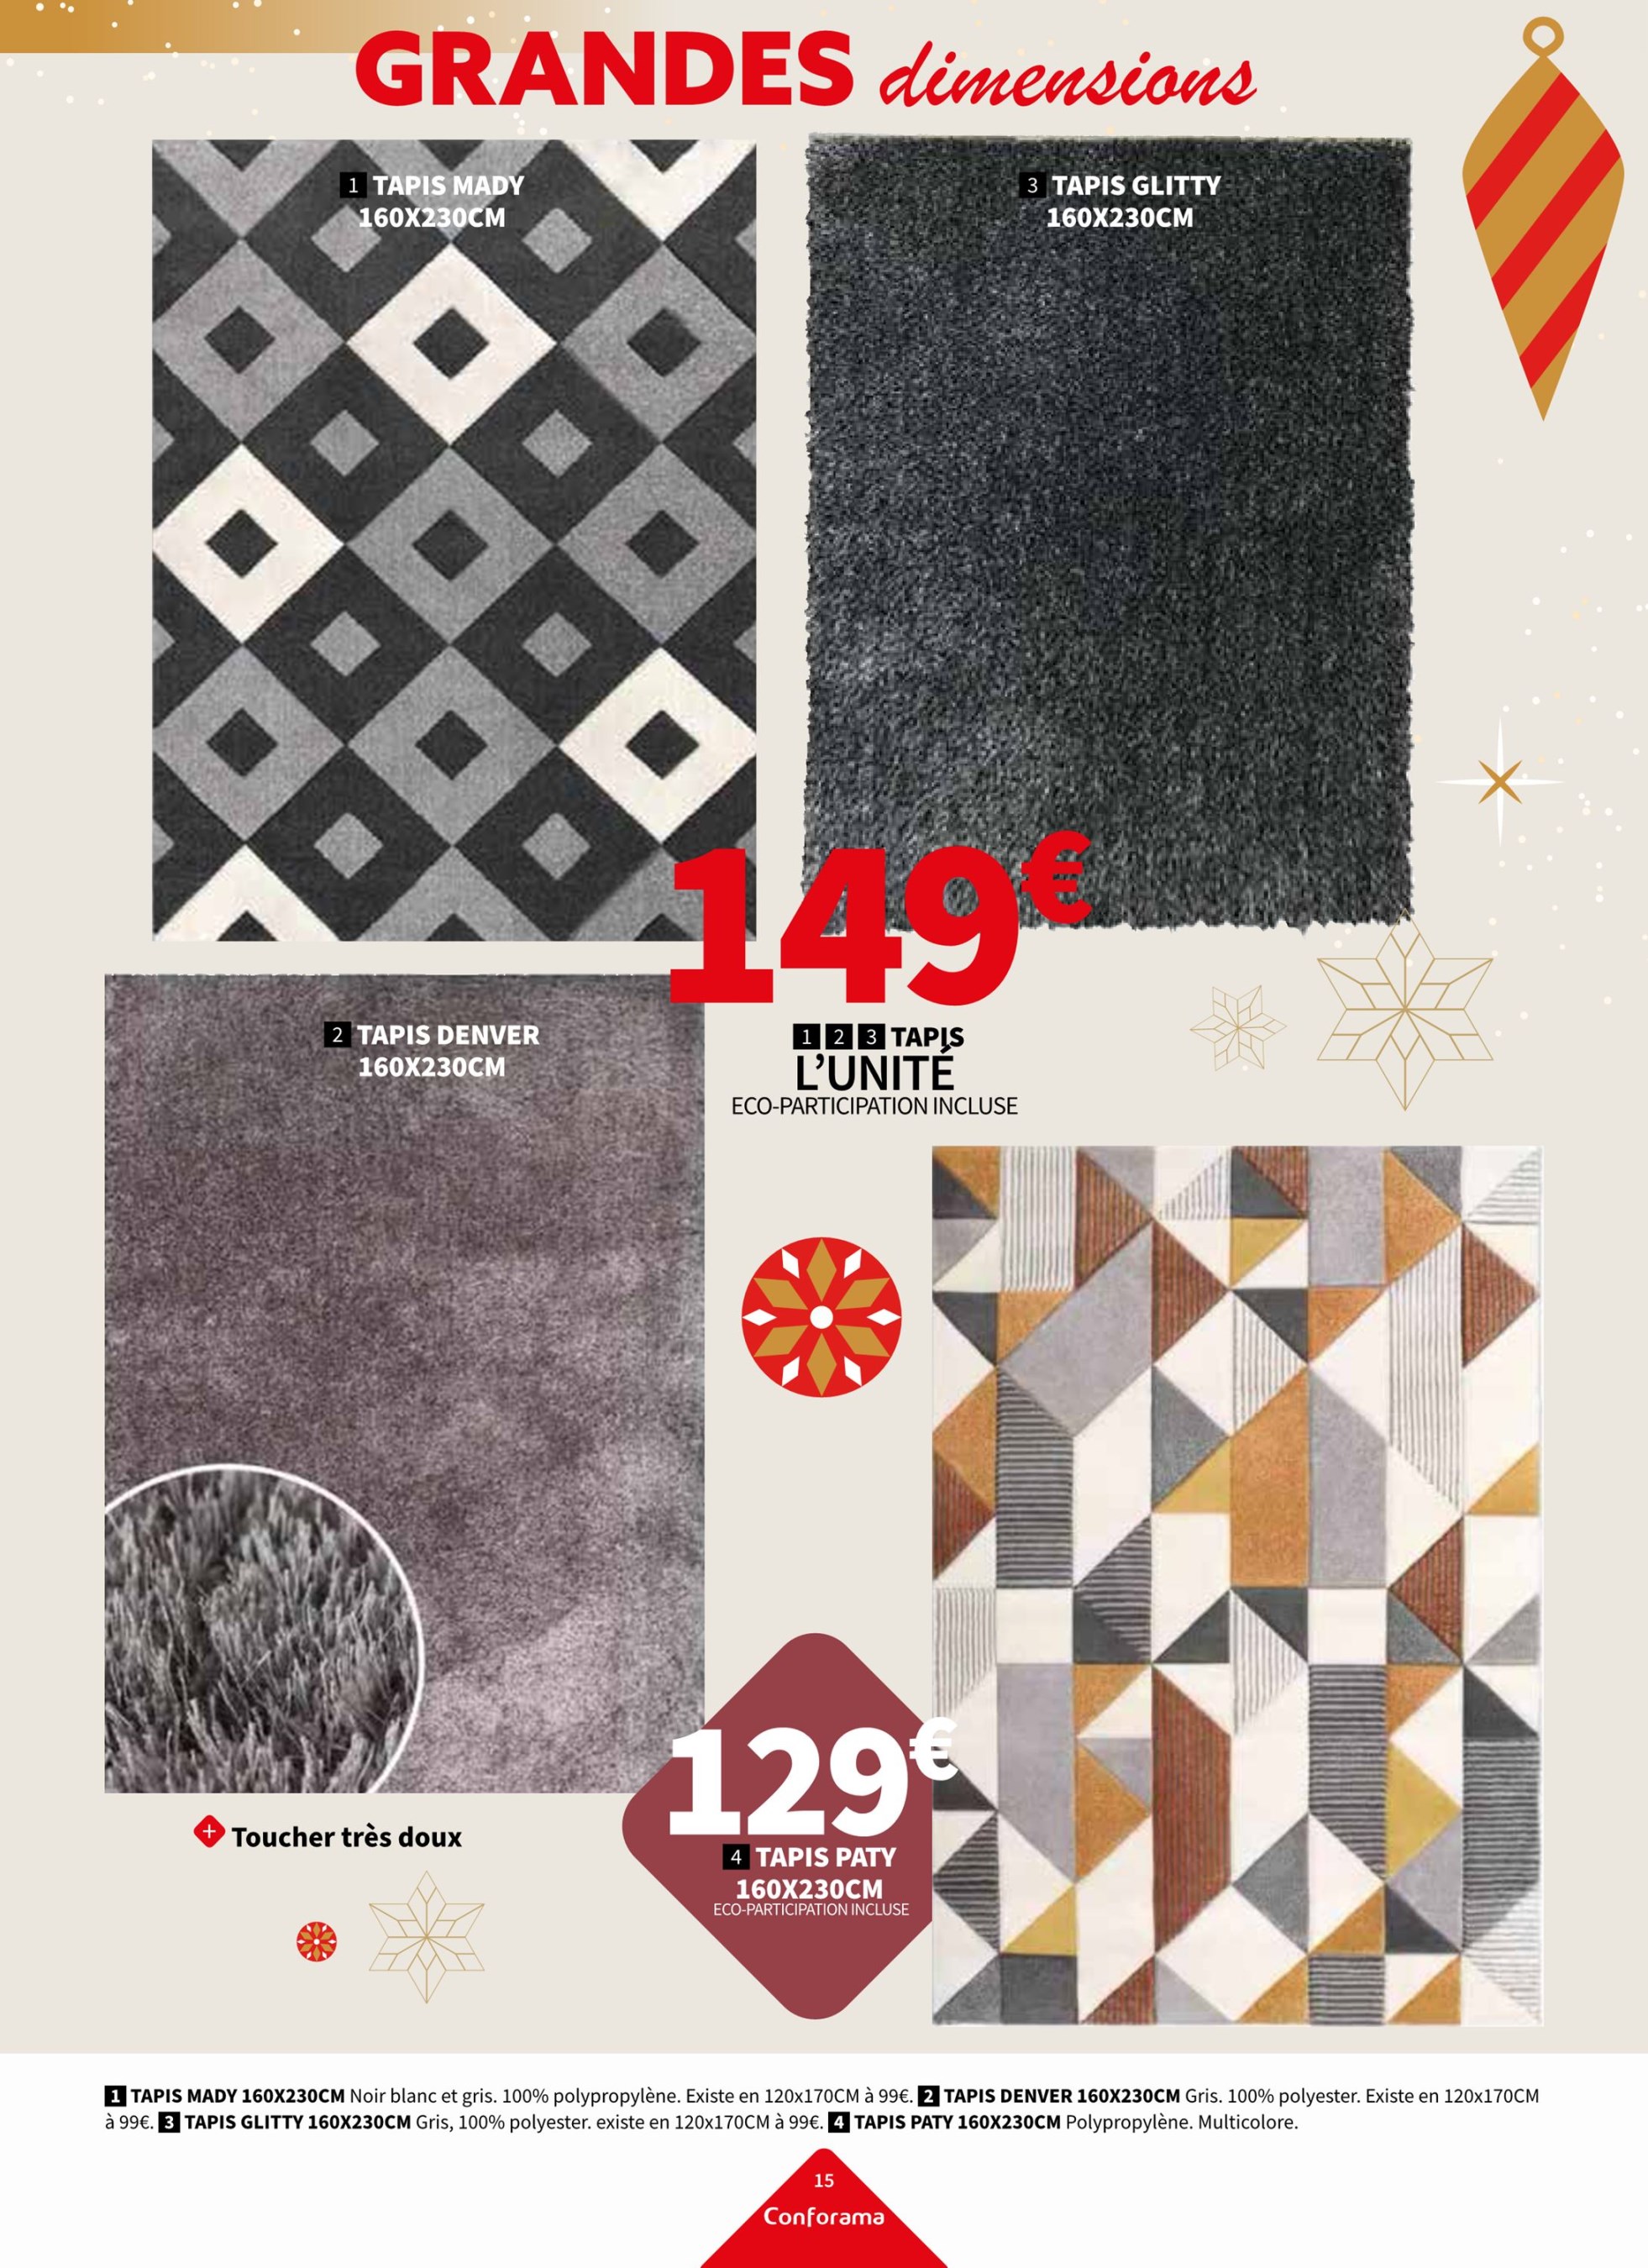 GRANDES dimensions
1 TAPIS MADY
160X230CM
3 TAPIS GLITTY
160X230CM
149€
1 2 3 TAPIS
L'UNITÉ
ECO-PARTICIPATION INCLUSE
2 TAPIS DENVER
160X230CM
+ Toucher très doux
129€
4 TAPIS PATY
160X230CM
ECO-PARTICIPATION INCLUSE
1 TAPIS MADY 160X230CM Noir blanc et gris. 100% polypropylène. Existe en 120x170CM à 99€. 2 TAPIS DENVER 160X230CM Gris. 100% polyester. Existe en 120x170CM
à 99€. 3 TAPIS GLITTY 160X230CM Gris, 100% polyester. existe en 120x170CM à 99€. 4 TAPIS PATY 160X230CM Polypropylène. Multicolore.
15
Conforama